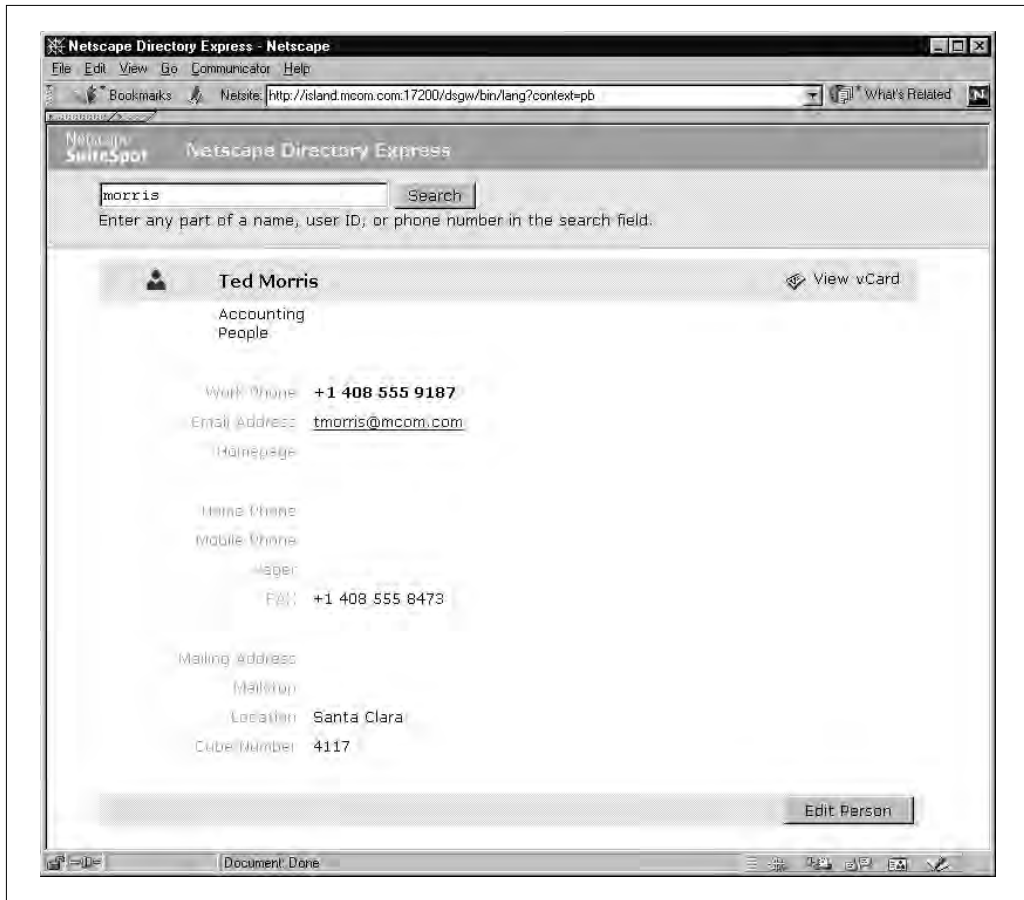 Netscape Directory Express - Netscape
File Edit View Go Communicator Help
Bookmarks Netsite: http://island.mcom.com:17200/dsgw/bin/lang?context=pb What's Related N
Netscape
SuiteSpot Netscape Directory Express
morris Search
Enter any part of a name, user ID, or phone number in the search field.
Ted Morris View vCard
Accounting
People
Work Phone +1 408 555 9187
Email Address tmorris@mcom.com
Homepage
Home Phone
Mobile Phone
Pager
FAX +1 408 555 8473
Mailing Address
Mailstop
Location Santa Clara
Cube Number 4117
Edit Person
Document: Done